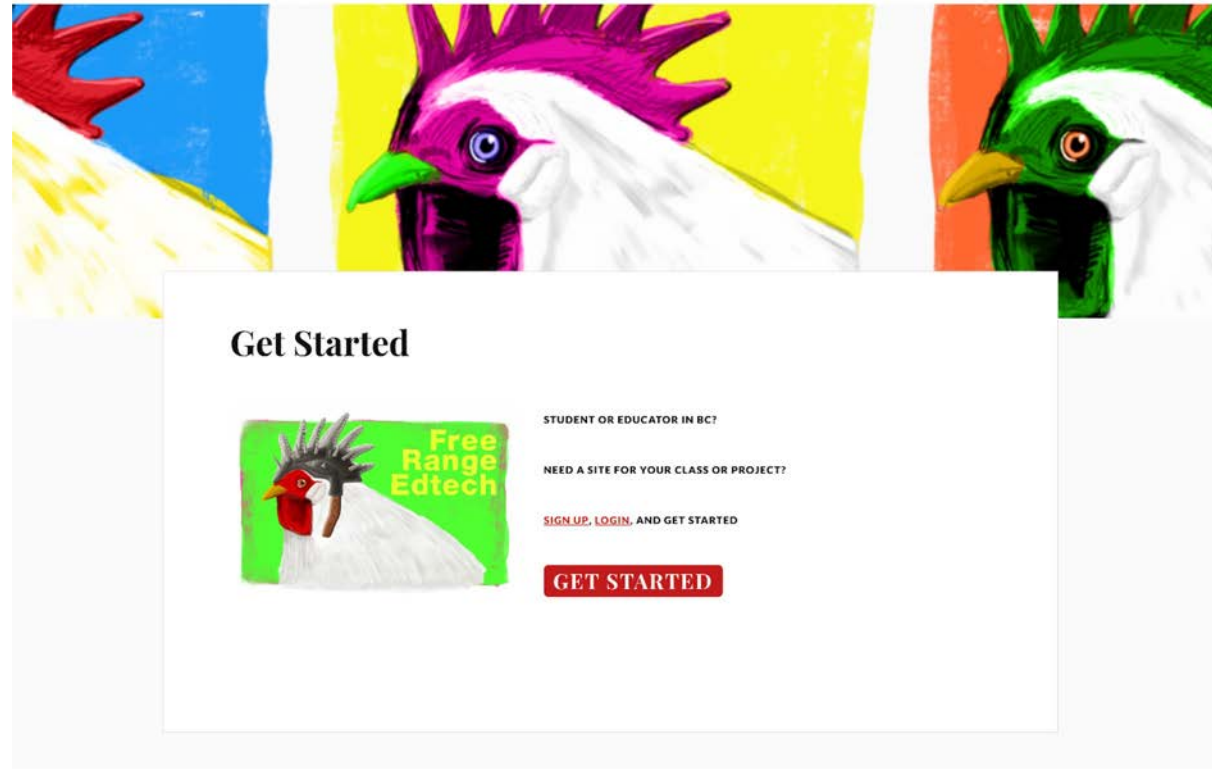 Get Started
Free
Range
Edtech
STUDENT OR EDUCATOR IN BC?
NEED A SITE FOR YOUR CLASS OR PROJECT?
SIGN UP, LOGIN, AND GET STARTED
GET STARTED